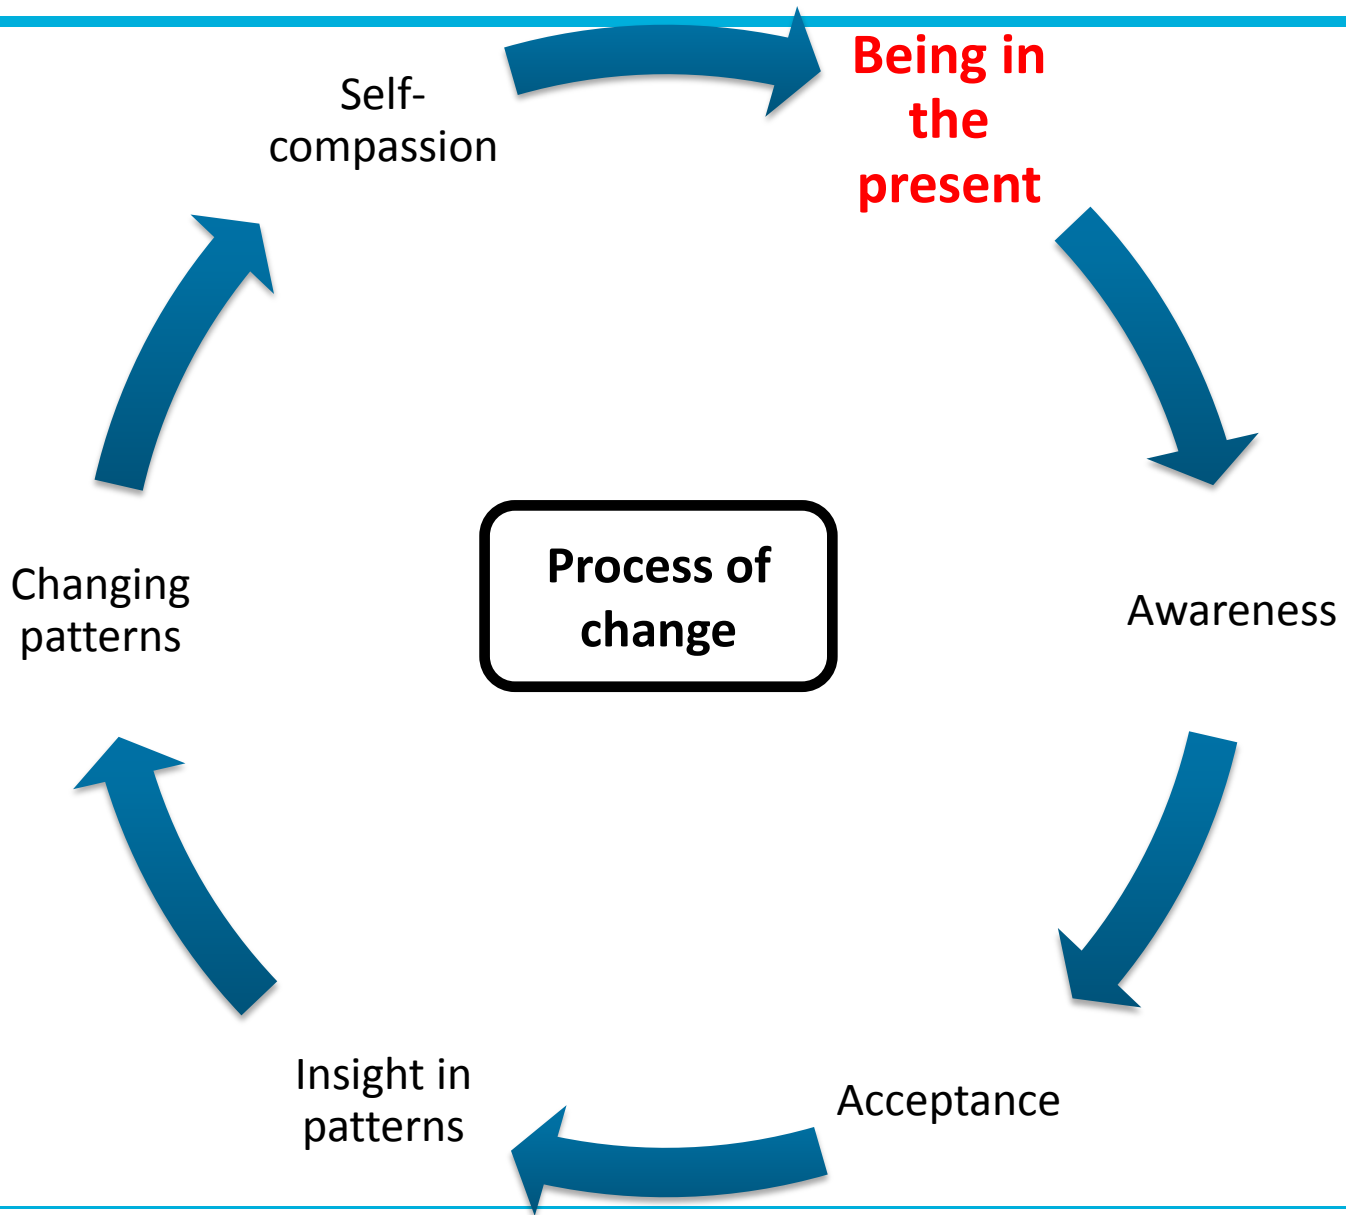 Being in
the
present
Awareness
Acceptance
Insight in
patterns
Changing
patterns
Self-
compassion
Process of
change